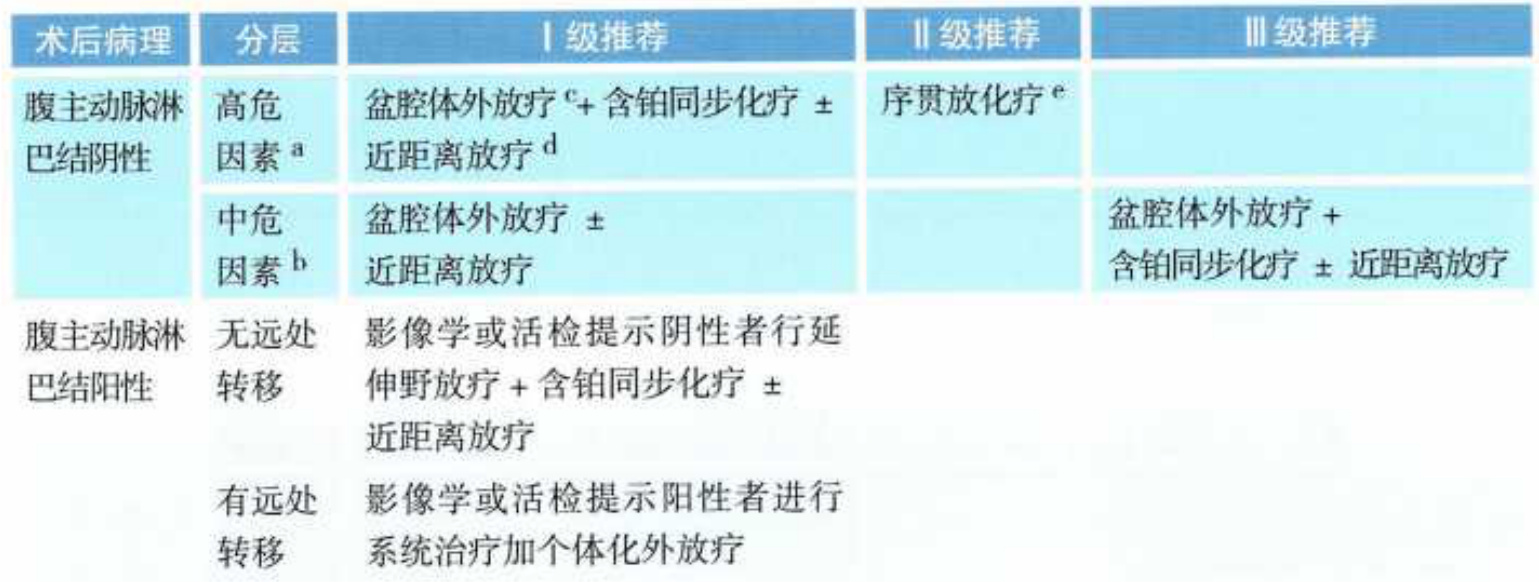 术后病理 分层 Ⅰ级推荐 Ⅱ级推荐 Ⅲ级推荐
腹主动脉淋 高危 盆腔体外放疗 c+ 含铂同步化疗 ± 序贯放化疗 e
巴结阴性 因素 a 近距离放疗 d
中危 盆腔体外放疗 ± 盆腔体外放疗 +
因素 b 近距离放疗 含铂同步化疗 ± 近距离放疗
腹主动脉淋 无远处 影像学或活检提示阴性者行延
巴结阳性 转移 伸野放疗 + 含铂同步化疗 ±
近距离放疗
有远处 影像学或活检提示阳性者进行
转移 系统治疗加个体化外放疗